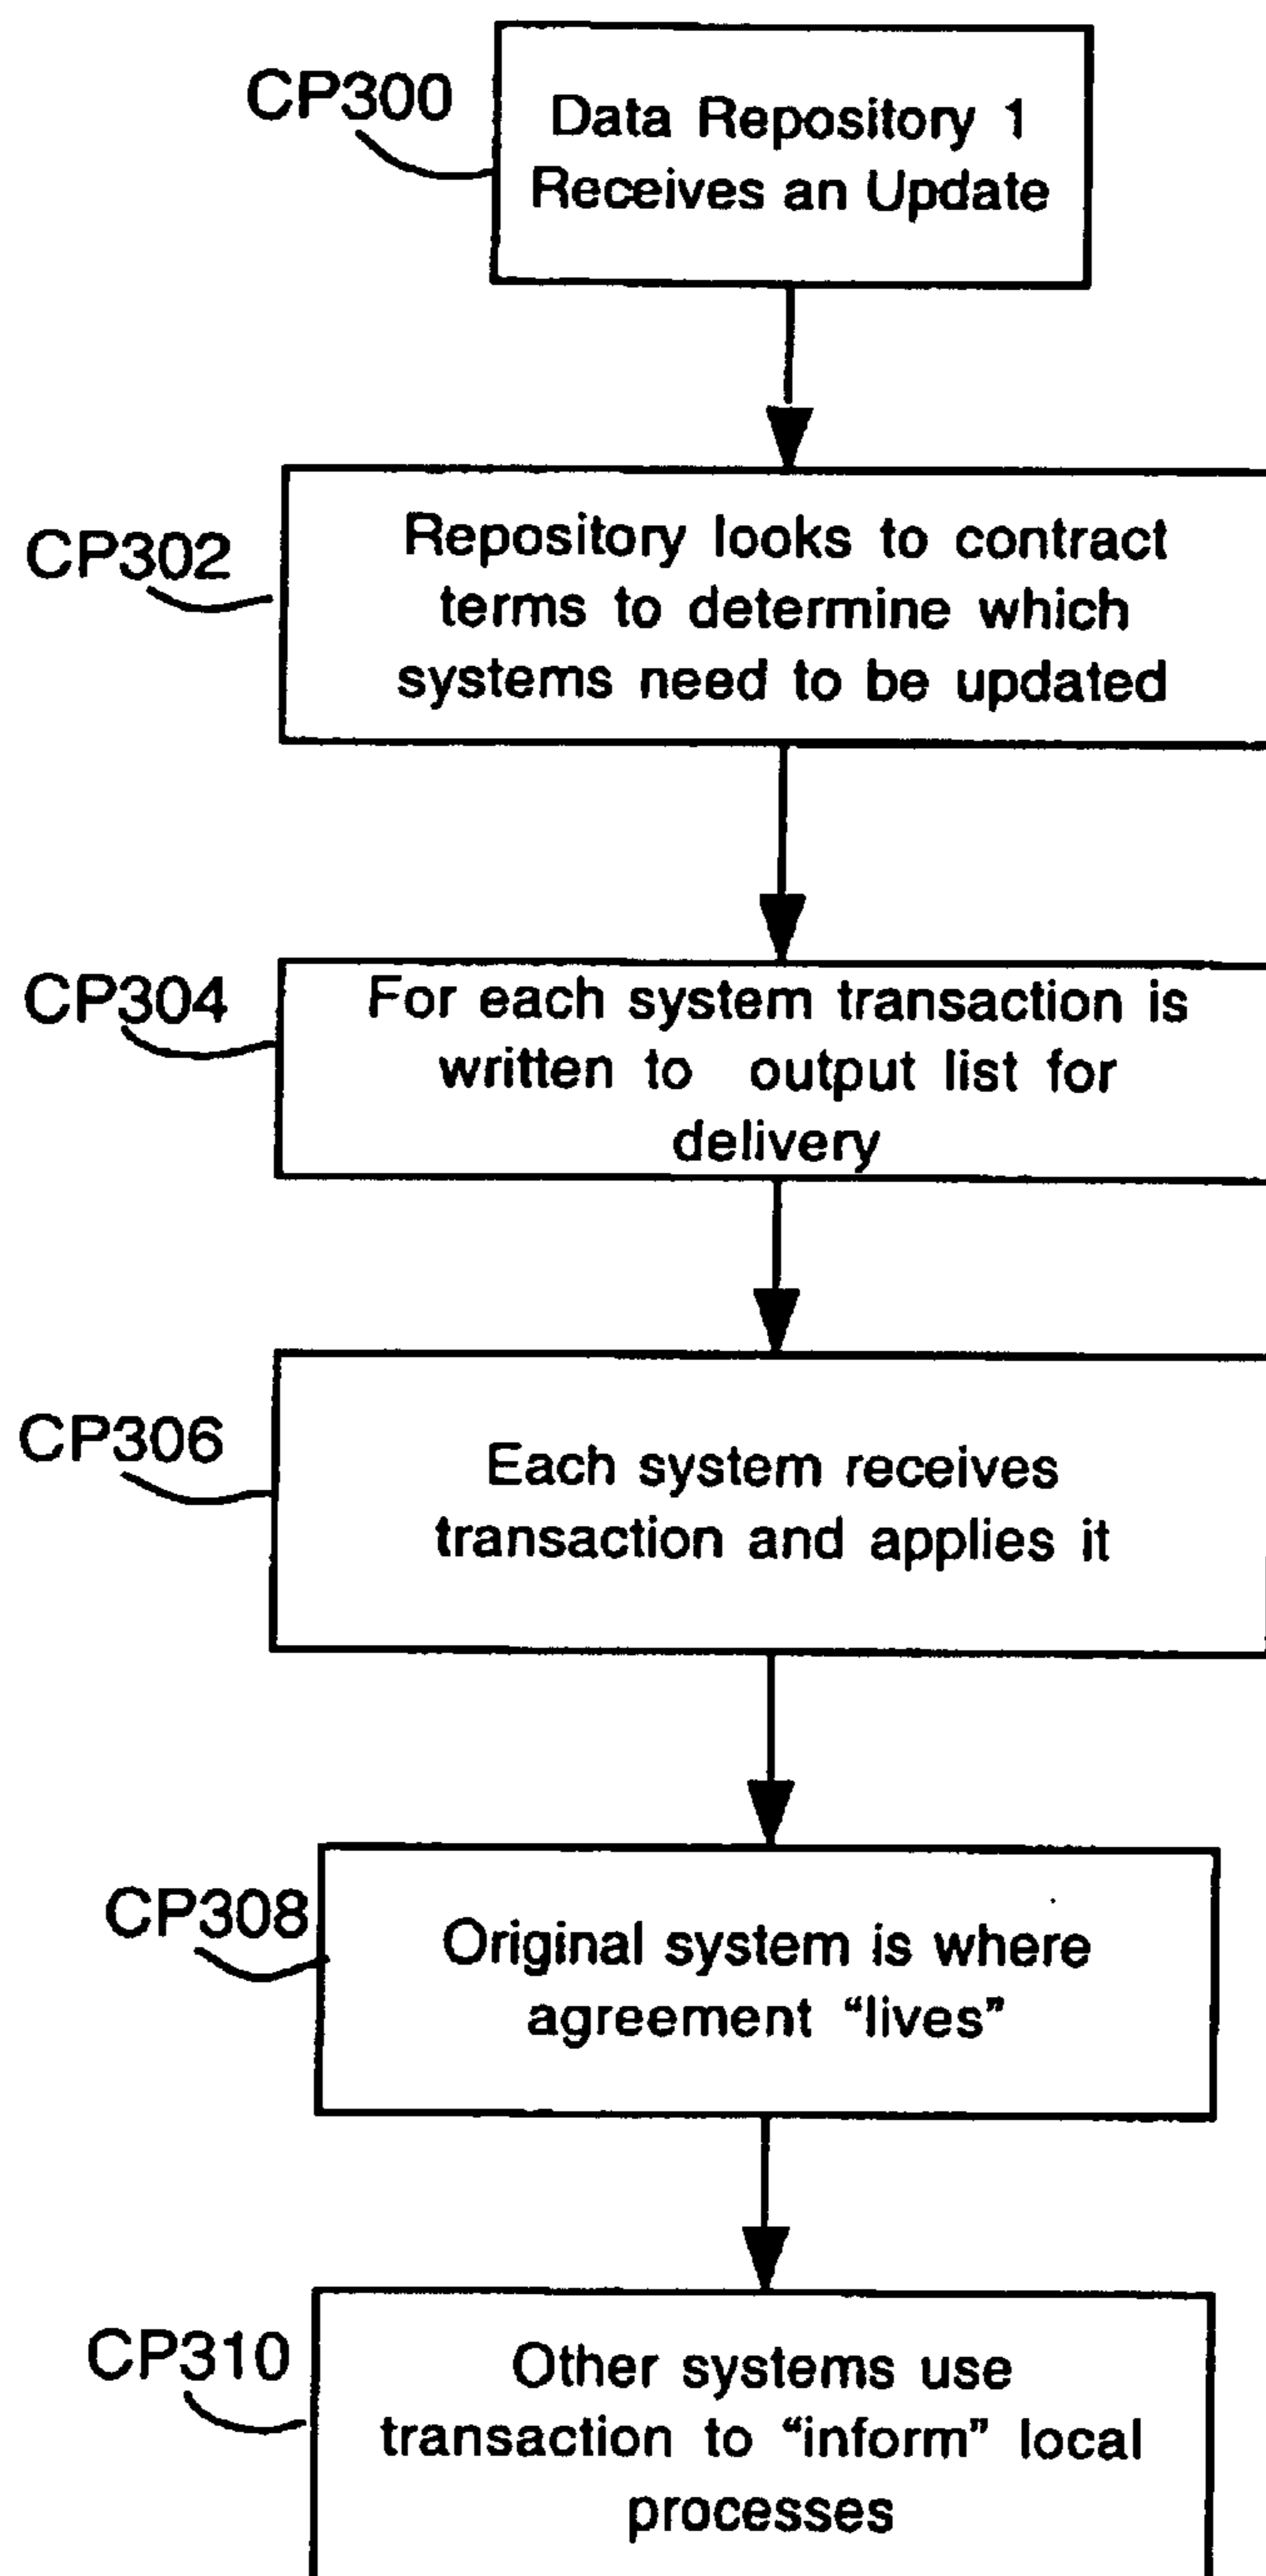 CP300
Data Repository 1
Receives an Update
CP302
Repository looks to contract
terms to determine which
systems need to be updated
CP304
For each system transaction is
written to output list for
delivery
CP306
Each system receives
transaction and applies it
CP308
Original system is where
agreement “lives”
CP310
Other systems use
transaction to “inform” local
processes